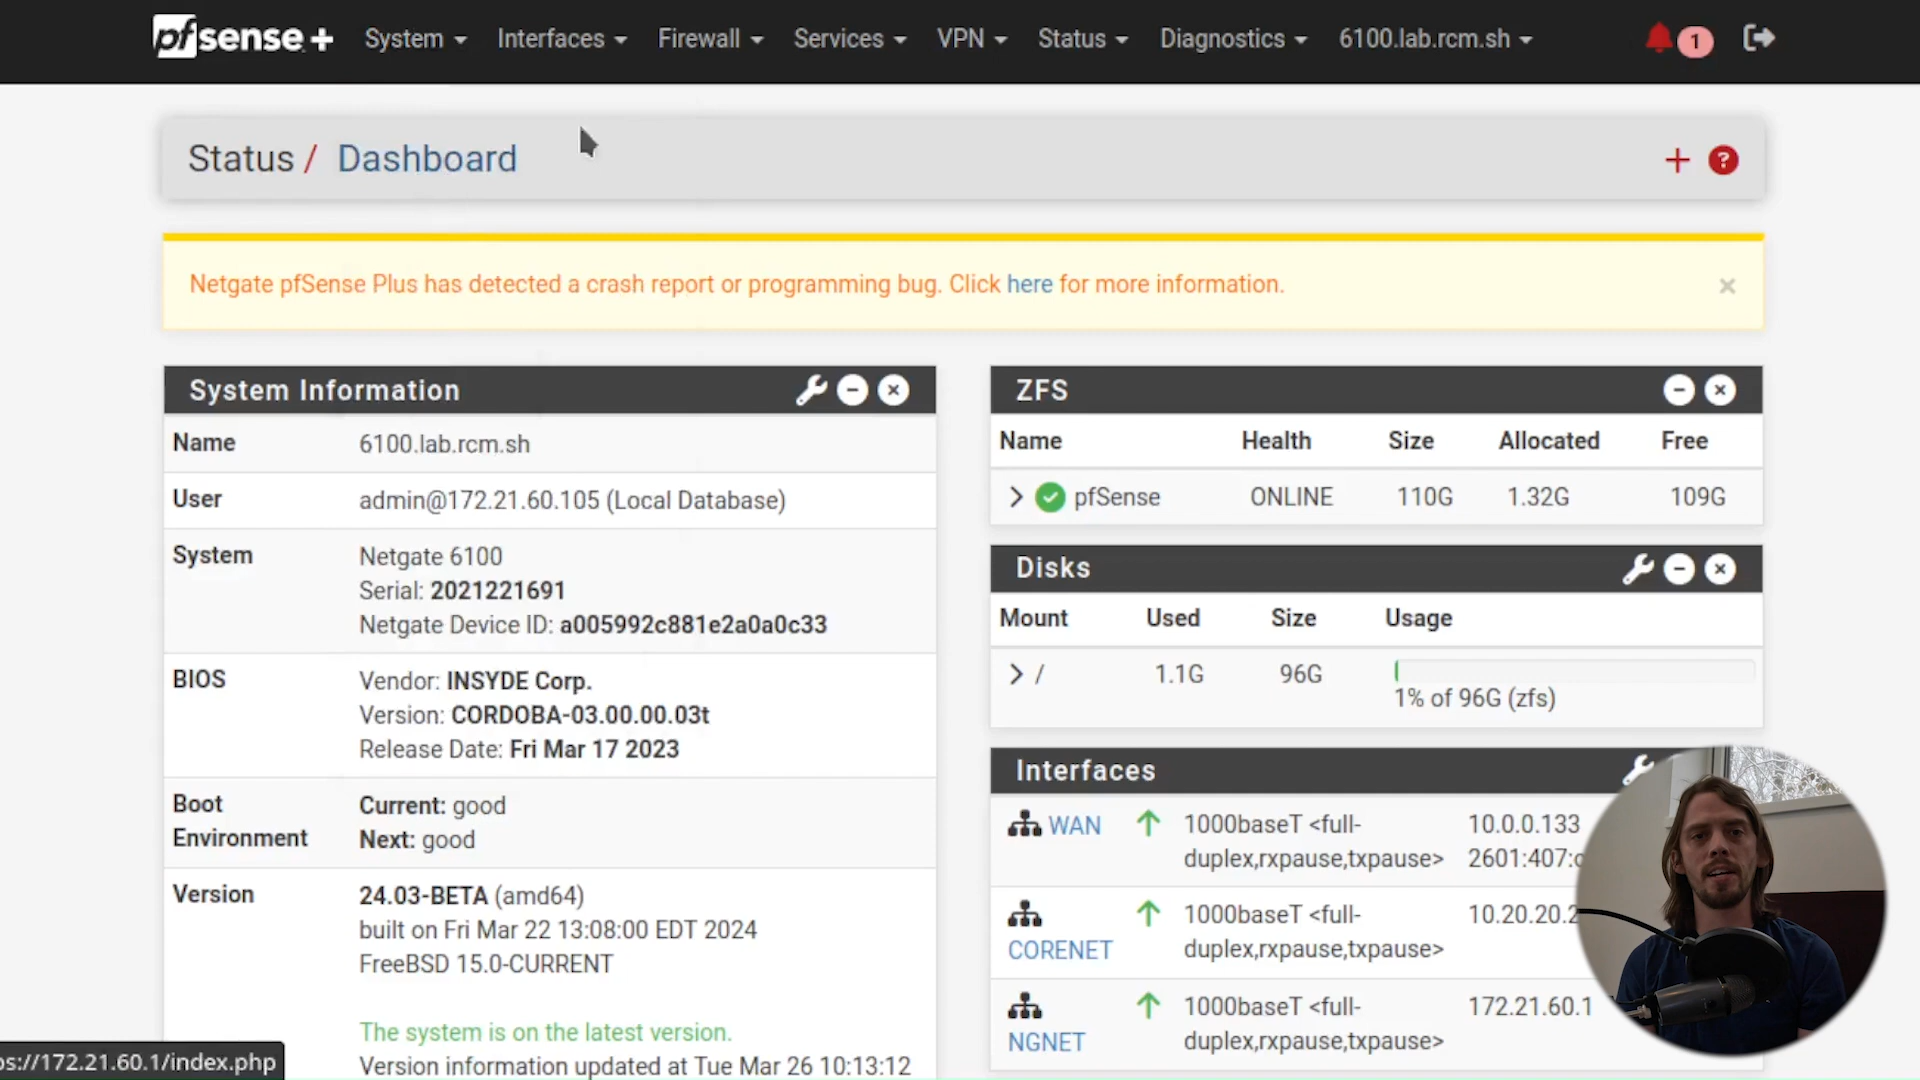 pfsense +
System
Interfaces
Firewall
Services
VPN
Status
Diagnostics
6100.lab.rcm.sh
1
Status / Dashboard
+ ?
Netgate pfSense Plus has detected a crash report or programming bug. Click here for more information.
×
System Information
Name 6100.lab.rcm.sh
User admin@172.21.60.105 (Local Database)
System Netgate 6100
Serial: 2021221691
Netgate Device ID: a005992c881e2a0a0c33
BIOS Vendor: INSYDE Corp.
Version: CORDOBA-03.00.00.03t
Release Date: Fri Mar 17 2023
Boot Environment
Current: good
Next: good
Version 24.03-BETA (amd64)
built on Fri Mar 22 13:08:00 EDT 2024
FreeBSD 15.0-CURRENT
The system is on the latest version.
Version information updated at Tue Mar 26 10:13:12
ZFS
Name Health Size Allocated Free
pfSense ONLINE 110G 1.32G 109G
Disks
Mount Used Size Usage
/ 1.1G 96G
1% of 96G (zfs)
Interfaces
WAN 1000baseT <full- 10.0.0.133
duplex,rxpause,txpause> 2601:407:c
CORENET 1000baseT <full- 10.20.20.2
duplex,rxpause,txpause>
NGNET 1000baseT <full- 172.21.60.1
duplex,rxpause,txpause>
ps://172.21.60.1/index.php